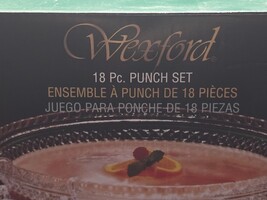 Wexford
18 Pc. PUNCH SET
ENSEMBLE À PUNCH DE 18 PIÈCES
JUEGO PARA PONCHE DE 18 PIEZAS